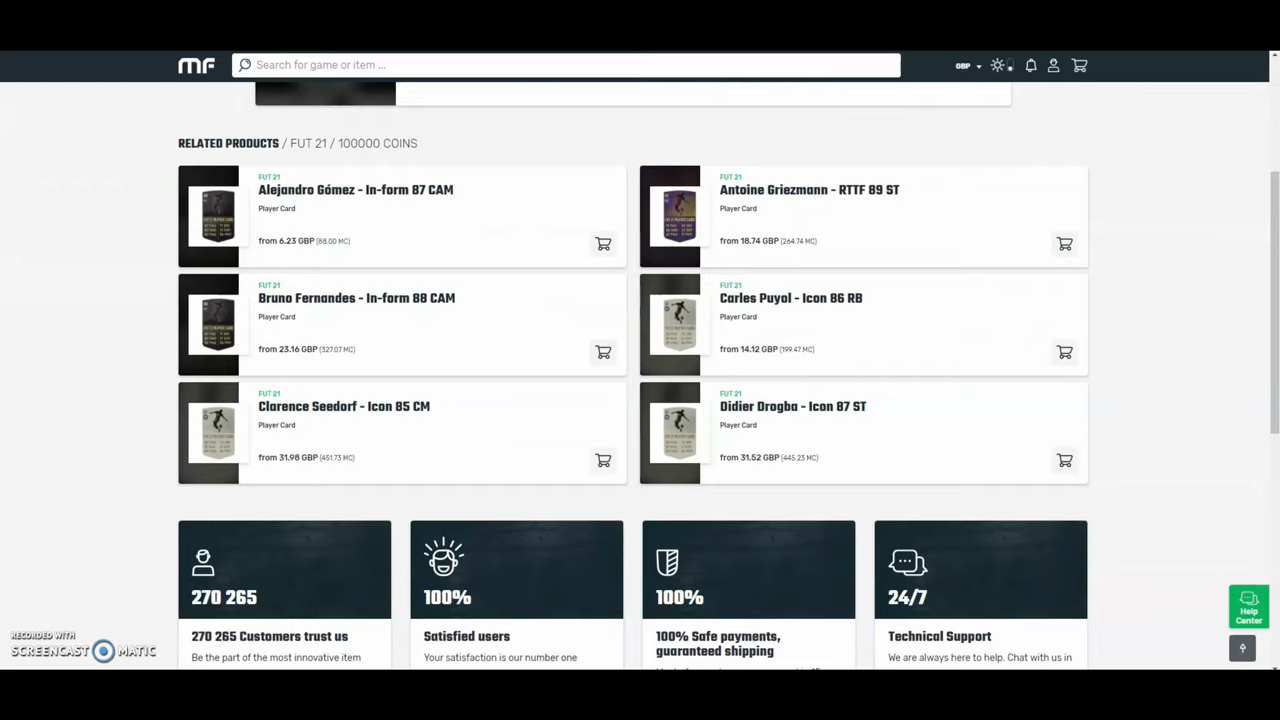 MF
Search for game or item ...
GBP
RELATED PRODUCTS / FUT 21 / 100000 COINS
FUT 21
Alejandro Gómez - In-form 87 CAM
Player Card
from 6.23 GBP (88.00 MC)
FUT 21
Antoine Griezmann - RTTF 89 ST
Player Card
from 18.74 GBP (264.74 MC)
FUT 21
Bruno Fernandes - In-form 88 CAM
Player Card
from 23.16 GBP (327.07 MC)
FUT 21
Carles Puyol - Icon 86 RB
Player Card
from 14.12 GBP (199.47 MC)
FUT 21
Clarence Seedorf - Icon 85 CM
Player Card
from 31.98 GBP (451.73 MC)
FUT 21
Didier Drogba - Icon 87 ST
Player Card
from 31.52 GBP (445.23 MC)
270 265
270 265 Customers trust us
Be the part of the most innovative item
100%
Satisfied users
Your satisfaction is our number one
100%
100% Safe payments,
guaranteed shipping
24/7
Technical Support
We are always here to help. Chat with us in
Help
Center
RECORDED WITH
SCREENCAST MATIC